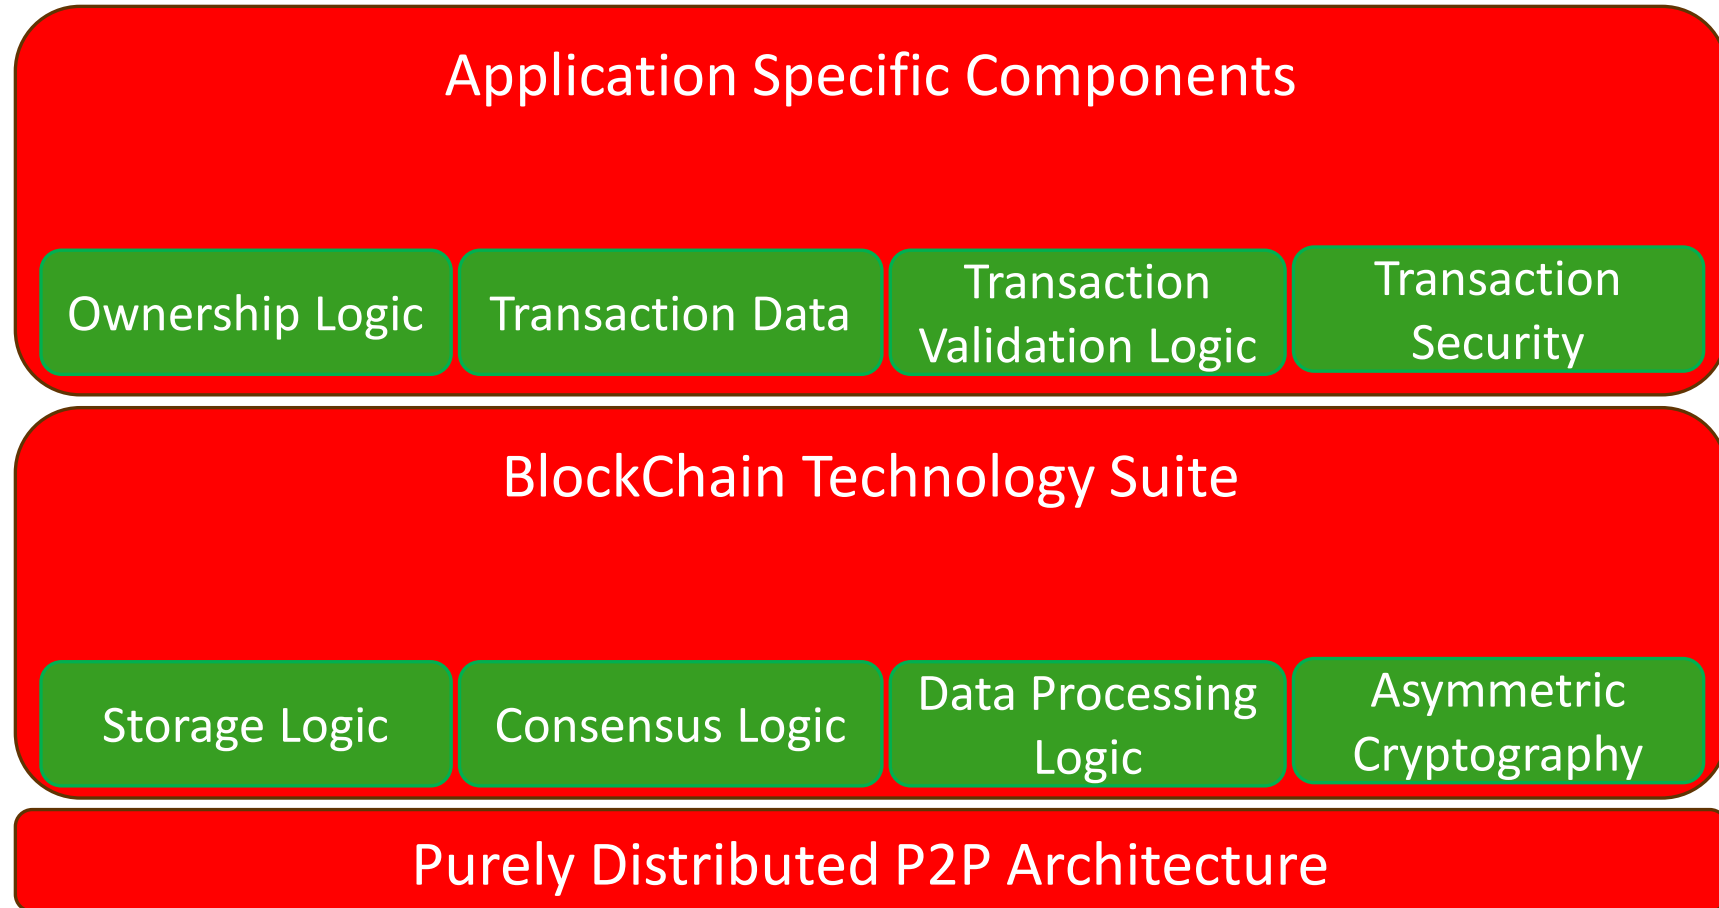 Application Specific Components
Ownership Logic
Transaction Data
Transaction
Validation Logic
Transaction
Security
BlockChain Technology Suite
Storage Logic
Consensus Logic
Data Processing
Logic
Asymmetric
Cryptography
Purely Distributed P2P Architecture